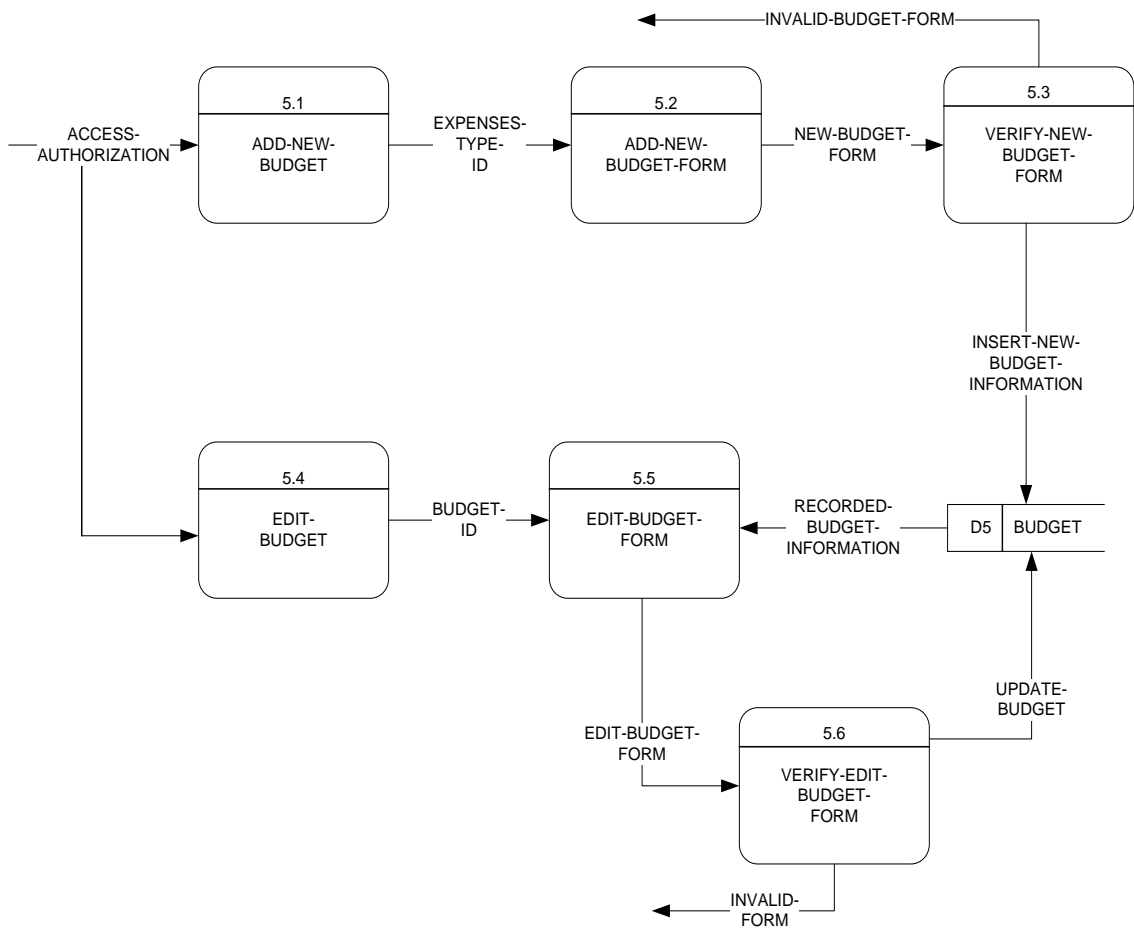 INVALID-BUDGET-FORM
5.1
ADD-NEW-
BUDGET
5.2
ADD-NEW-
BUDGET-FORM
5.3
VERIFY-NEW-
BUDGET-
FORM
ACCESS-
AUTHORIZATION
EXPENSES-
TYPE-
ID
NEW-BUDGET-
FORM
INSERT-NEW-
BUDGET-
INFORMATION
5.4
EDIT-
BUDGET
BUDGET-
ID
5.5
EDIT-BUDGET-
FORM
RECORDED-
BUDGET-
INFORMATION
D5 BUDGET
UPDATE-
BUDGET
EDIT-BUDGET-
FORM
5.6
VERIFY-EDIT-
BUDGET-
FORM
INVALID-
FORM